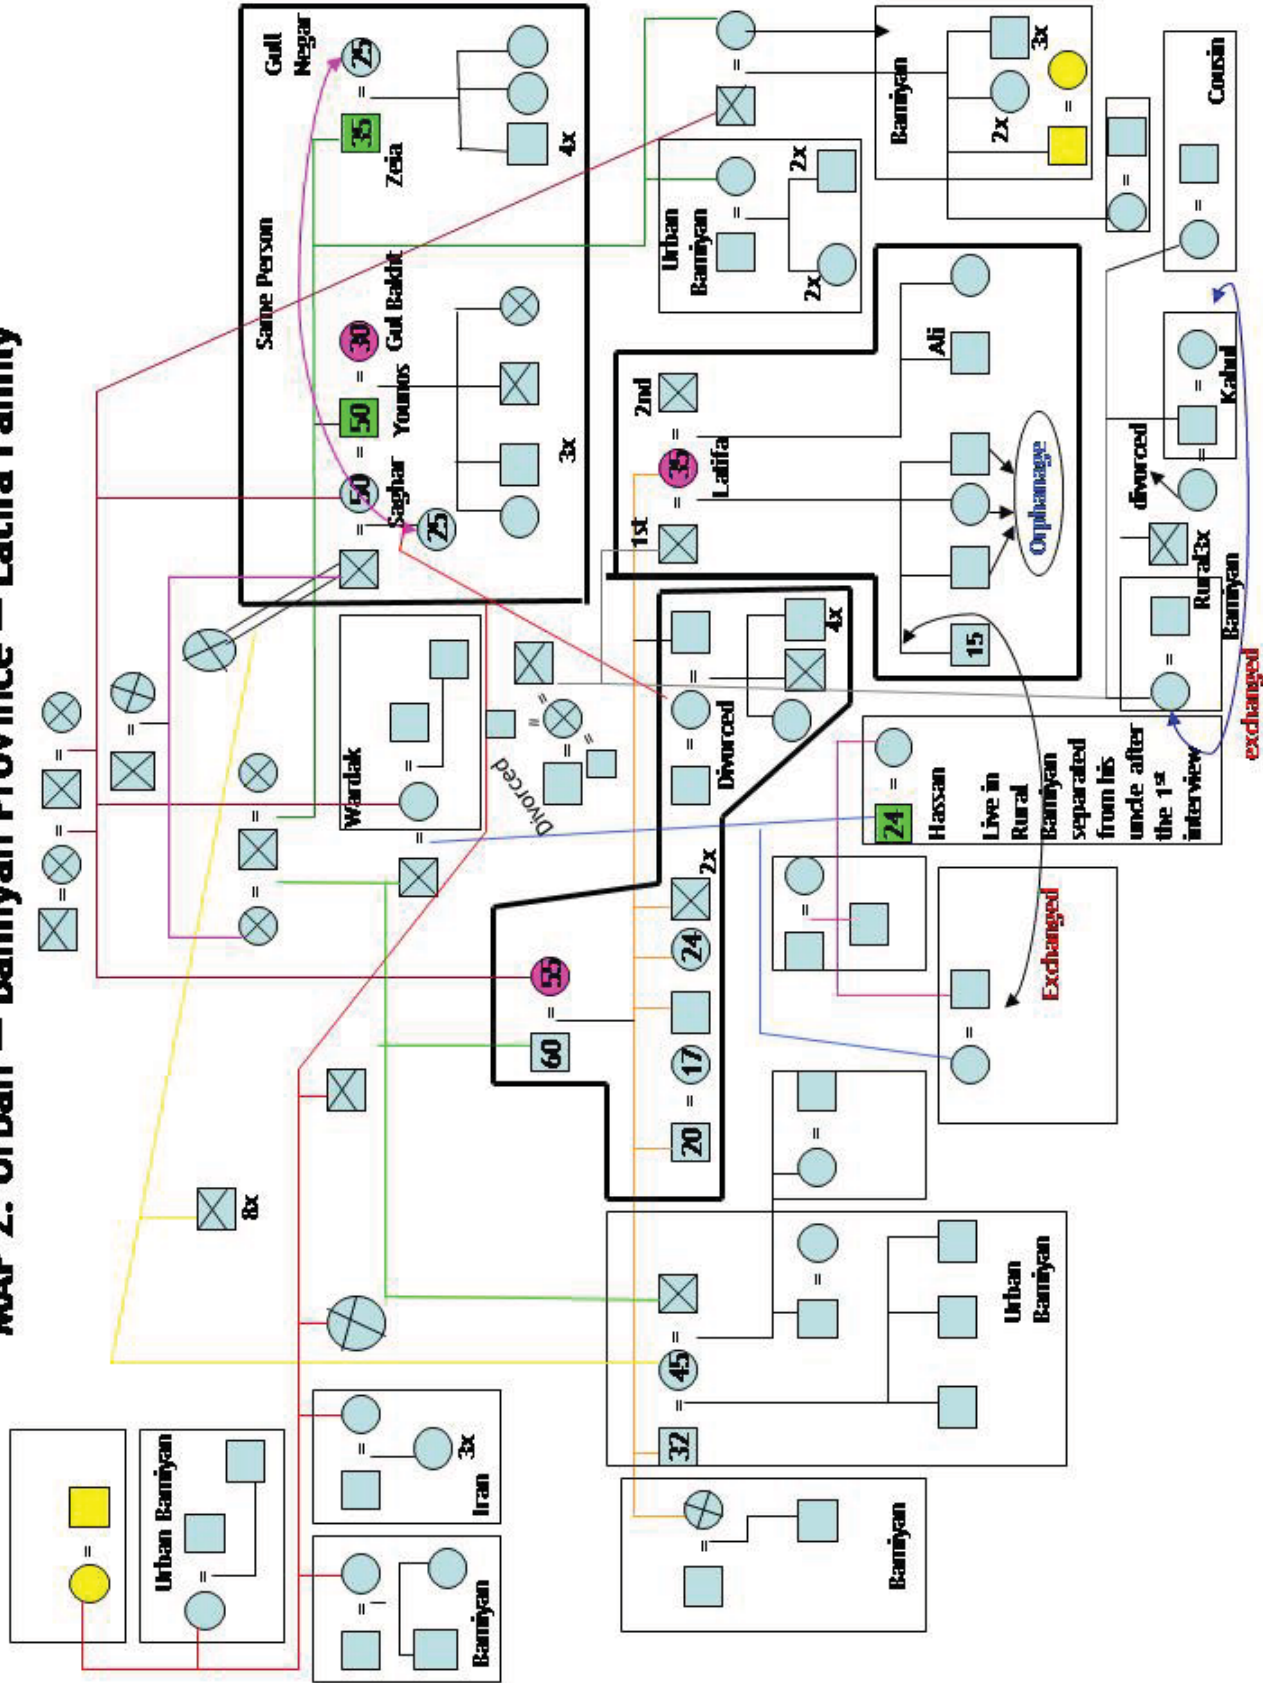 MAP 2: Urban – Bamiyan Province – Latifa Family
Urban Bamiyan
8x
Same Person
Gull
Negar
Wardak
50
50
30
35
25
Saghar
Younos
Gul Bakht
Zeia
25
3x
Iran
Bamiyan
3x
4x
Divorced
60
55
1st
2nd
32
45
35
Latifa
Urban
Bamiyan
20
17
24
2x
Divorced
4x
2x
2x
Bamiyan
Ali
24
Hassan
Live in
Rural
Bamiyan
separated
from his
uncle after
the 1st
interview
15
Orphanage
Bamiyan
2x
3x
Urban
Bamiyan
Exchanged
divorced
Rural
3x
Bamiyan
Kabul
Cousin
exchanged